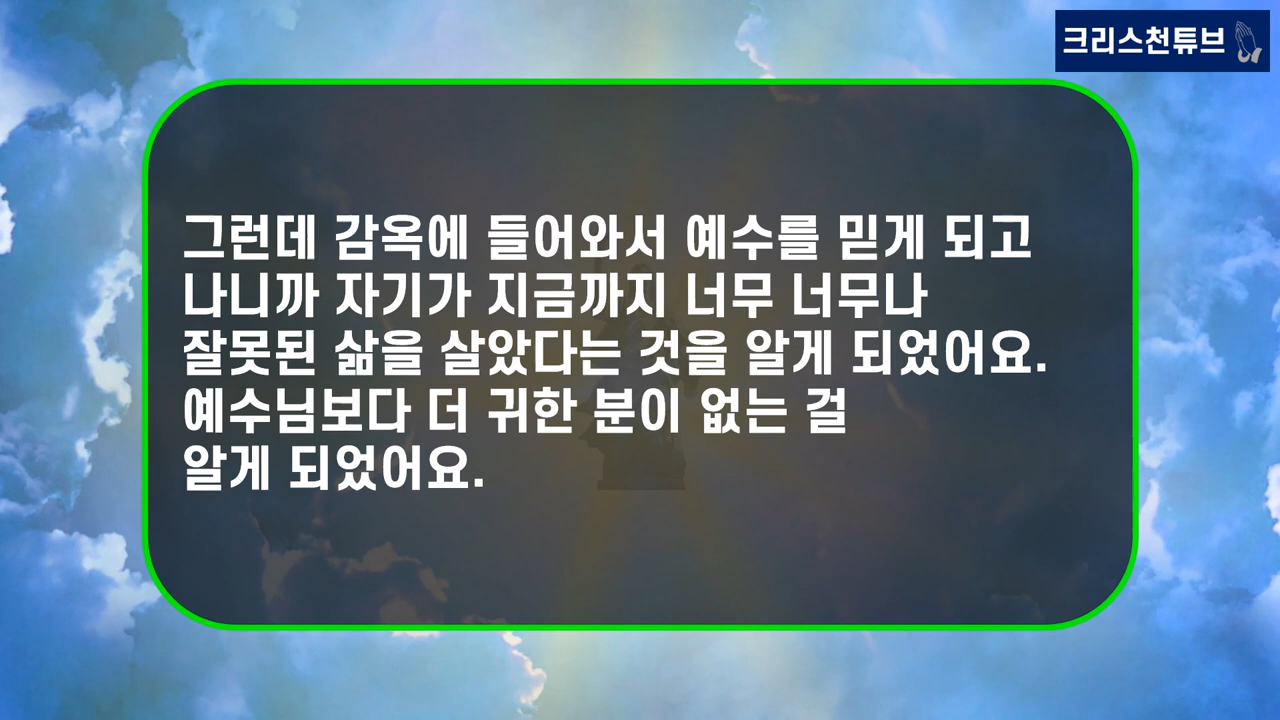 크리스천튜브
그런데 감옥에 들어와서 예수를 믿게 되고
나니까 자기가 지금까지 너무 너무나
잘못된 삶을 살았다는 것을 알게 되었어요.
예수님보다 더 귀한 분이 없는 걸
알게 되었어요.